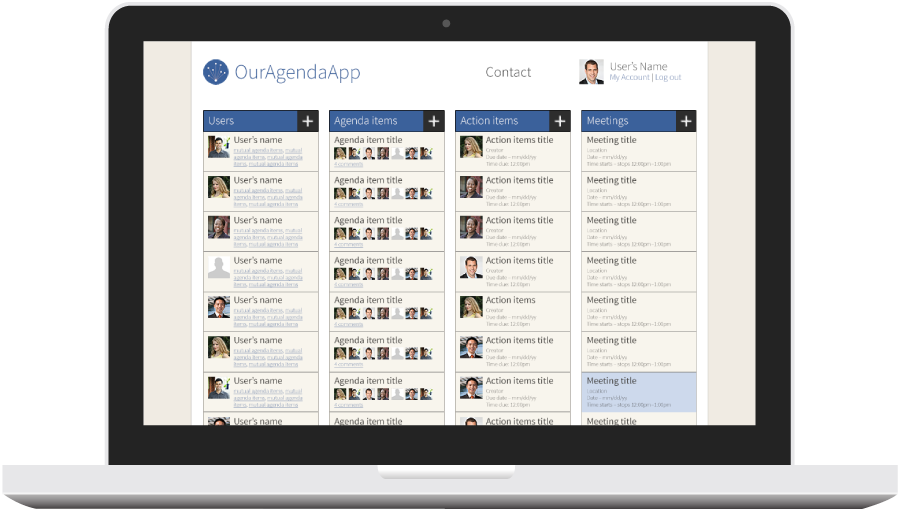 OurAgendaApp
Contact
User's Name
My Account | Log out
Users +
User's name
mutual agenda items, mutual
agenda items, mutual agenda
items, mutual agenda items
User's name
mutual agenda items, mutual
agenda items, mutual agenda
items, mutual agenda items
User's name
mutual agenda items, mutual
agenda items, mutual agenda
items, mutual agenda items
User's name
mutual agenda items, mutual
agenda items, mutual agenda
items, mutual agenda items
User's name
mutual agenda items, mutual
agenda items, mutual agenda
items, mutual agenda items
User's name
mutual agenda items, mutual
agenda items, mutual agenda
items, mutual agenda items
User's name
mutual agenda items, mutual
agenda items, mutual agenda
items, mutual agenda items
User's name
Agenda items +
Agenda item title
comments
Agenda item title
comments
Agenda item title
comments
Agenda item title
comments
Agenda item title
comments
Agenda item title
comments
Agenda item title
comments
Agenda item title
Action items +
Action items title
Creator
Due date - mm/dd/yy
Time due: 12:00pm
Action items title
Creator
Due date - mm/dd/yy
Time due: 12:00pm
Action items title
Creator
Due date - mm/dd/yy
Time due: 12:00pm
Action items title
Creator
Due date - mm/dd/yy
Time due: 12:00pm
Action items
Creator
Due date - mm/dd/yy
Time due: 12:00pm
Action items title
Creator
Due date - mm/dd/yy
Time due: 12:00pm
Action items title
Creator
Due date - mm/dd/yy
Time due: 12:00pm
Action items title
Meetings +
Meeting title
Location
Date - mm/dd/yy
Time starts - stops 12:00pm - 1:00pm
Meeting title
Location
Date - mm/dd/yy
Time starts - stops 12:00pm - 1:00pm
Meeting title
Location
Date - mm/dd/yy
Time starts - stops 12:00pm - 1:00pm
Meeting title
Location
Date - mm/dd/yy
Time starts - stops 12:00pm - 1:00pm
Meeting title
Location
Date - mm/dd/yy
Time starts - stops 12:00pm - 1:00pm
Meeting title
Location
Date - mm/dd/yy
Time starts - stops 12:00pm - 1:00pm
Meeting title
Location
Date - mm/dd/yy
Time starts - stops 12:00pm - 1:00pm
Meeting title